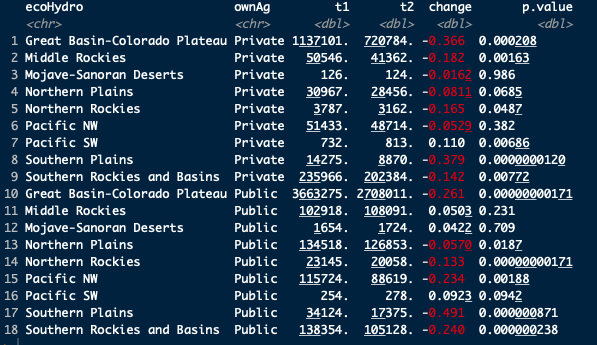 ecoHydro ownAg t1 t2 change p.value
<chr> <chr> <dbl> <dbl> <dbl> <dbl>
1 Great Basin-Colorado Plateau Private 1137101. 720784. -0.366 0.000208
2 Middle Rockies Private 50546. 41362. -0.182 0.00163
3 Mojave-Sanoran Deserts Private 126. 124. -0.0162 0.986
4 Northern Plains Private 30967. 28456. -0.0811 0.0685
5 Northern Rockies Private 3787. 3162. -0.165 0.0487
6 Pacific NW Private 51433. 48714. -0.0529 0.382
7 Pacific SW Private 732. 813. 0.110 0.00686
8 Southern Plains Private 14275. 8870. -0.379 0.0000000120
9 Southern Rockies and Basins Private 235966. 202384. -0.142 0.00772
10 Great Basin-Colorado Plateau Public 3663275. 2708011. -0.261 0.00000000171
11 Middle Rockies Public 102918. 108091. 0.0503 0.231
12 Mojave-Sanoran Deserts Public 1654. 1724. 0.0422 0.709
13 Northern Plains Public 134518. 126853. -0.0570 0.0187
14 Northern Rockies Public 23145. 20058. -0.133 0.00000000171
15 Pacific NW Public 115724. 88619. -0.234 0.00188
16 Pacific SW Public 254. 278. 0.0923 0.0942
17 Southern Plains Public 34124. 17375. -0.491 0.000000871
18 Southern Rockies and Basins Public 138354. 105128. -0.240 0.000000238